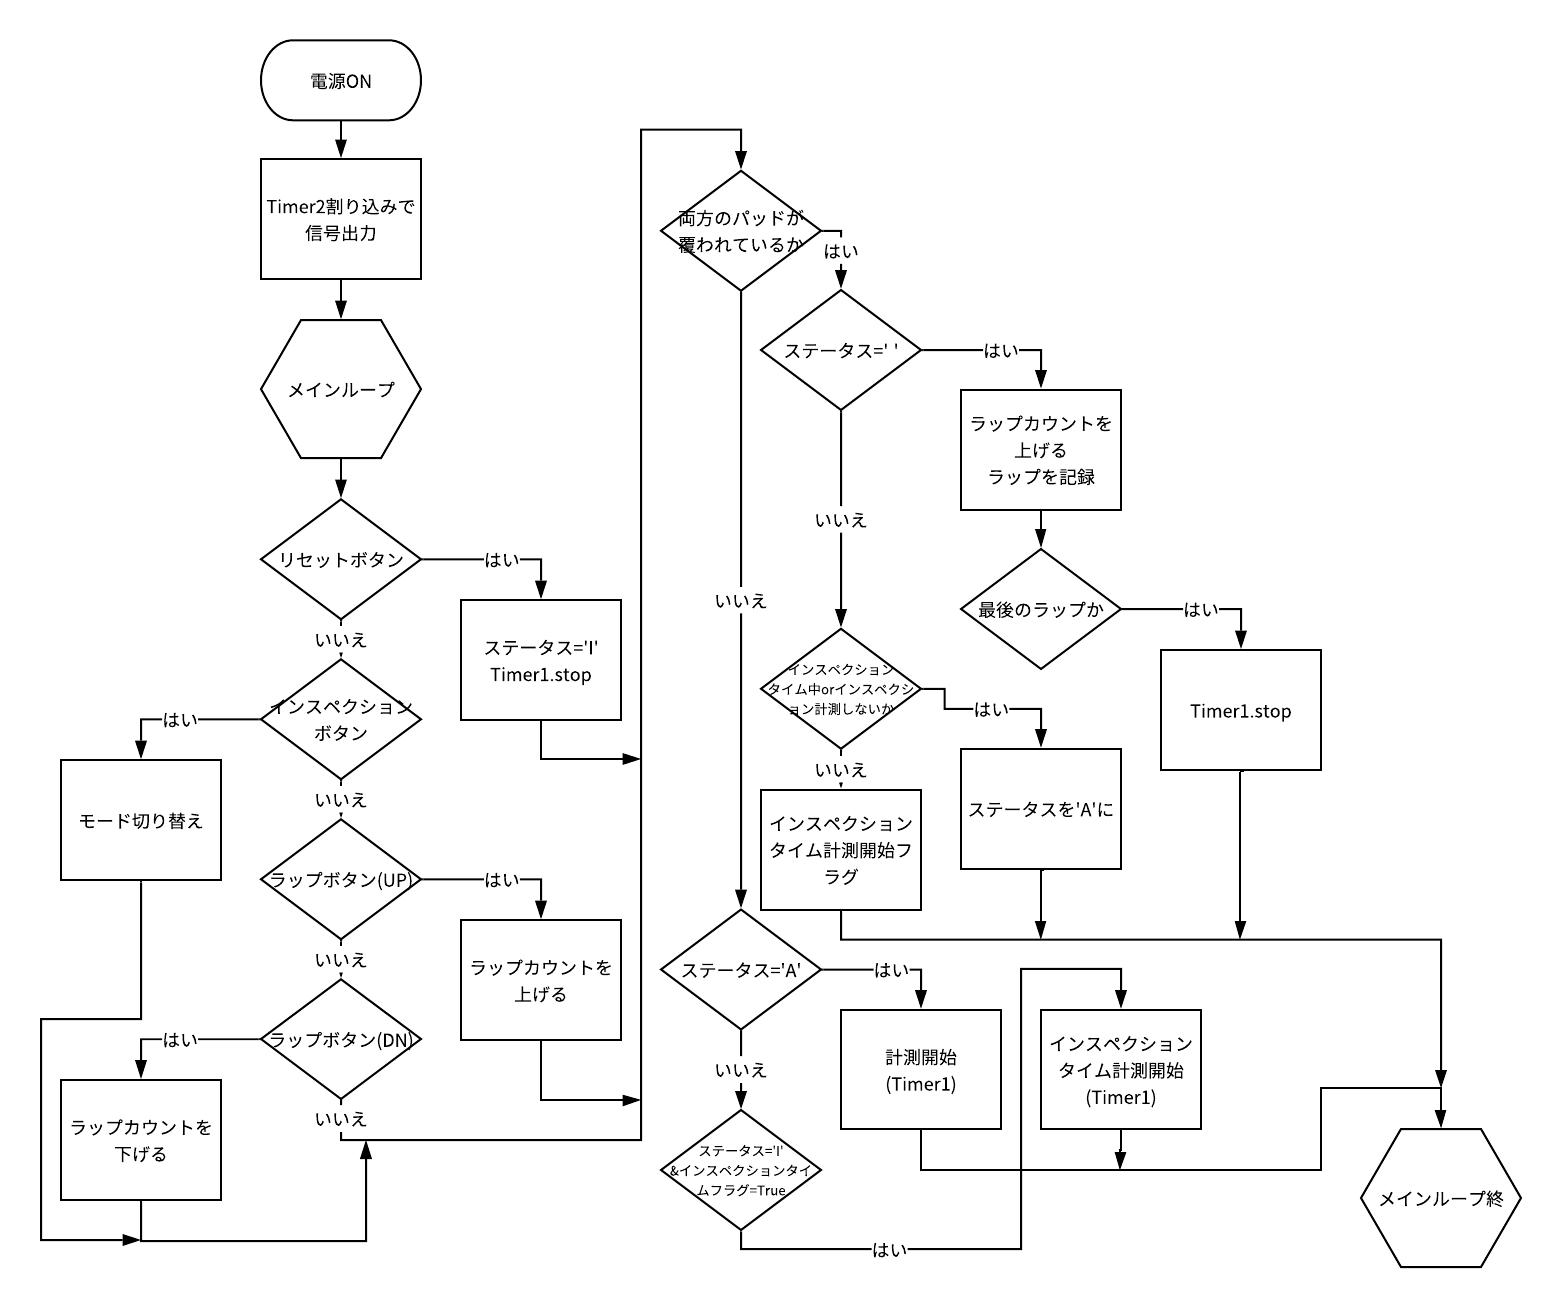 電源ON
Timer2割り込みで
信号出力
メインループ
リセットボタン
はい
ステータス='I'
Timer1.stop
いいえ
インスペクション
ボタン
はい
モード切り替え
いいえ
ラップボタン(UP)
はい
ラップカウントを
上げる
いいえ
ラップボタン(DN)
はい
ラップカウントを
下げる
いいえ
両方のパッドが
覆われているか
はい
ステータス=' '
はい
ラップカウントを
上げる
ラップを記録
最後のラップか
はい
Timer1.stop
いいえ
インスペクション
タイム中orインスペクシ
ョン計測しないか
はい
ステータスを'A'に
いいえ
インスペクション
タイム計測開始フ
ラグ
いいえ
ステータス='A'
はい
計測開始
(Timer1)
いいえ
ステータス='I'
&インスペクションタイ
ムフラグ=True
はい
インスペクション
タイム計測開始
(Timer1)
メインループ終